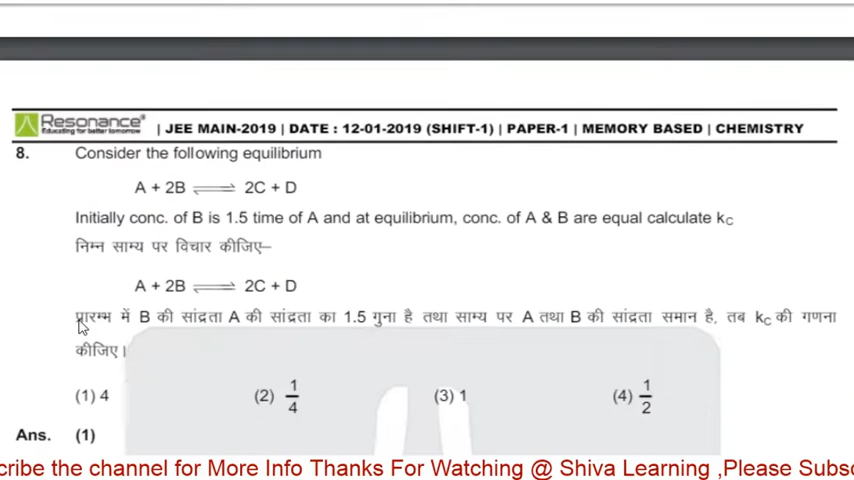 Resonance®
Educating for better tomorrow
| JEE MAIN-2019 | DATE : 12-01-2019 (SHIFT-1) | PAPER-1 | MEMORY BASED | CHEMISTRY
8. Consider the following equilibrium
A + 2B ⇌ 2C + D
Initially conc. of B is 1.5 time of A and at equilibrium, conc. of A & B are equal calculate kC
निम्न साम्य पर विचार कीजिए–
A + 2B ⇌ 2C + D
प्रारम्भ में B की सांद्रता A की सांद्रता का 1.5 गुना है तथा साम्य पर A तथा B की सांद्रता समान है, तब kC की गणना
कीजिए।
(1) 4 (2) 1/4 (3) 1 (4) 1/2
Ans. (1)
cribe the channel for More Info Thanks For Watching @ Shiva Learning ,Please Subsc